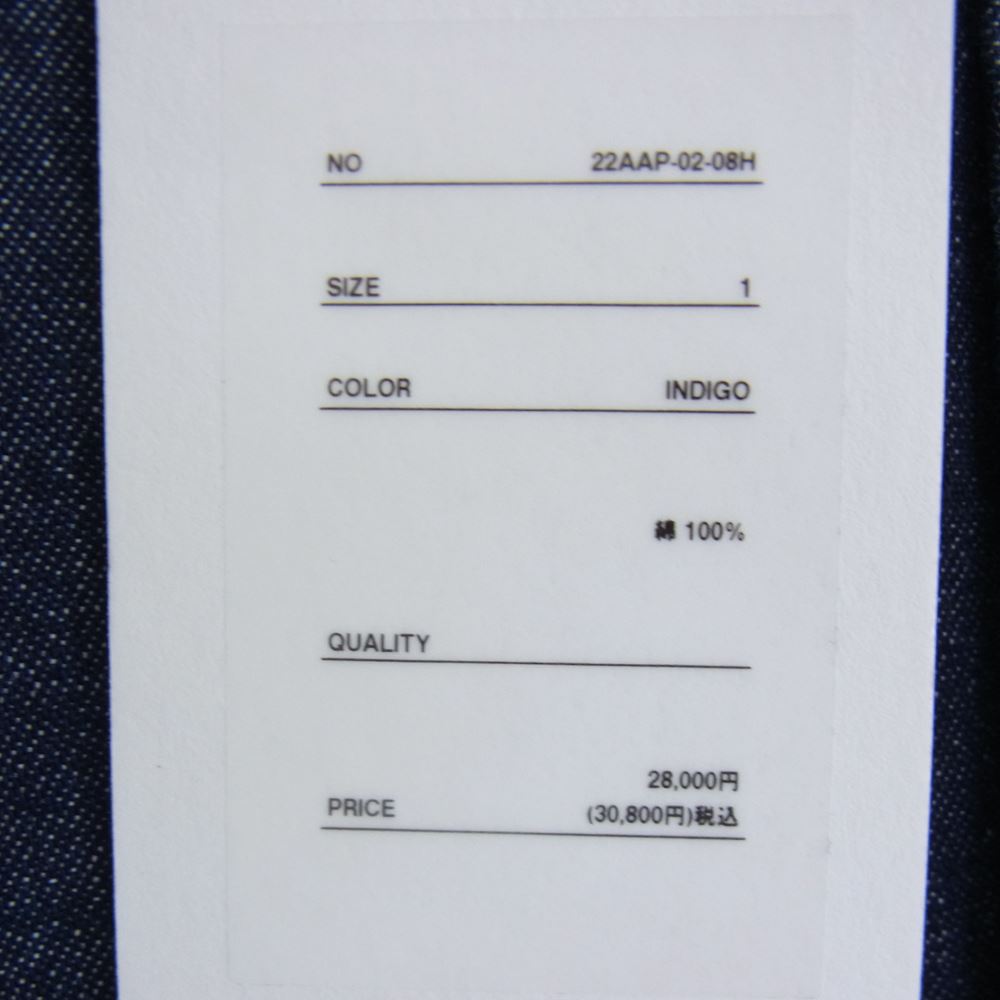 NO 22AAP-02-08H
SIZE 1
COLOR INDIGO
綿 100%
QUALITY
28,000円
PRICE (30,800円)税込